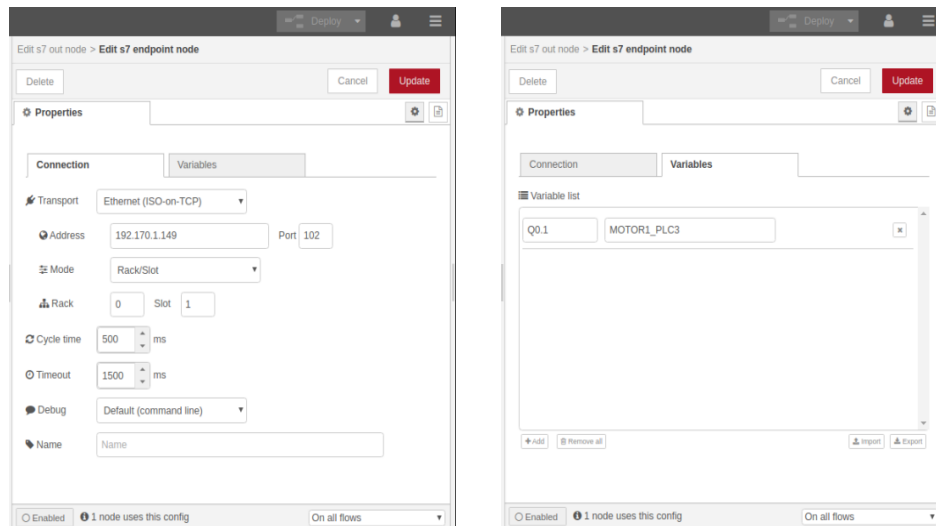 Deploy
Edit s7 out node > Edit s7 endpoint node
Delete
Cancel
Update
Properties
Connection
Variables
Transport
Ethernet (ISO-on-TCP)
Address
192.170.1.149
Port
102
Mode
Rack/Slot
Rack
0
Slot
1
Cycle time
500
ms
Timeout
1500
ms
Debug
Default (command line)
Name
Name
Enabled
1 node uses this config
On all flows
Deploy
Edit s7 out node > Edit s7 endpoint node
Delete
Cancel
Update
Properties
Connection
Variables
Variable list
Q0.1
MOTOR1_PLC3
x
+Add
Remove all
Import
Export
Enabled
1 node uses this config
On all flows